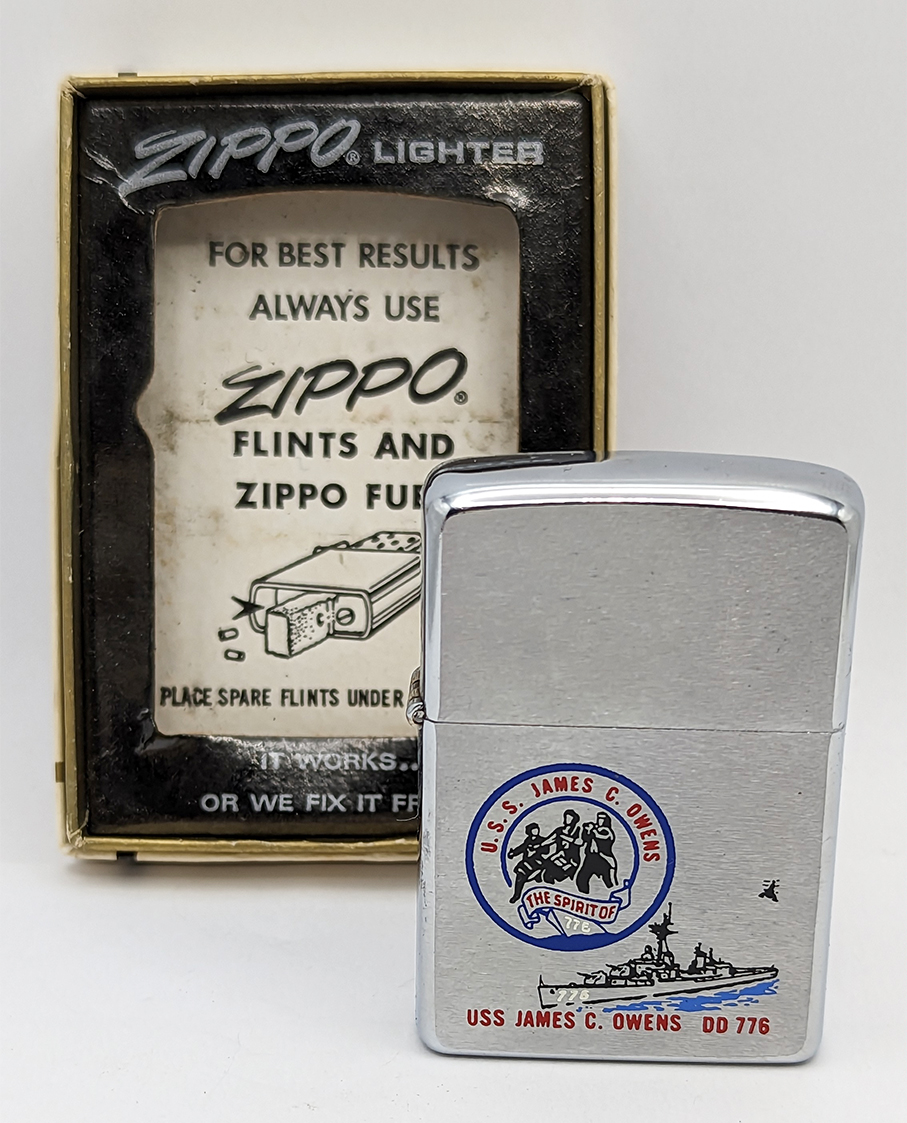 ZIPPO® LIGHTER
FOR BEST RESULTS
ALWAYS USE
ZIPPO®
FLINTS AND
ZIPPO FUE
PLACE SPARE FLINTS UNDER
IT WORKS..
OR WE FIX IT FR
U.S.S. JAMES C. OWENS
THE SPIRIT OF
776
776
USS JAMES C. OWENS DD 776